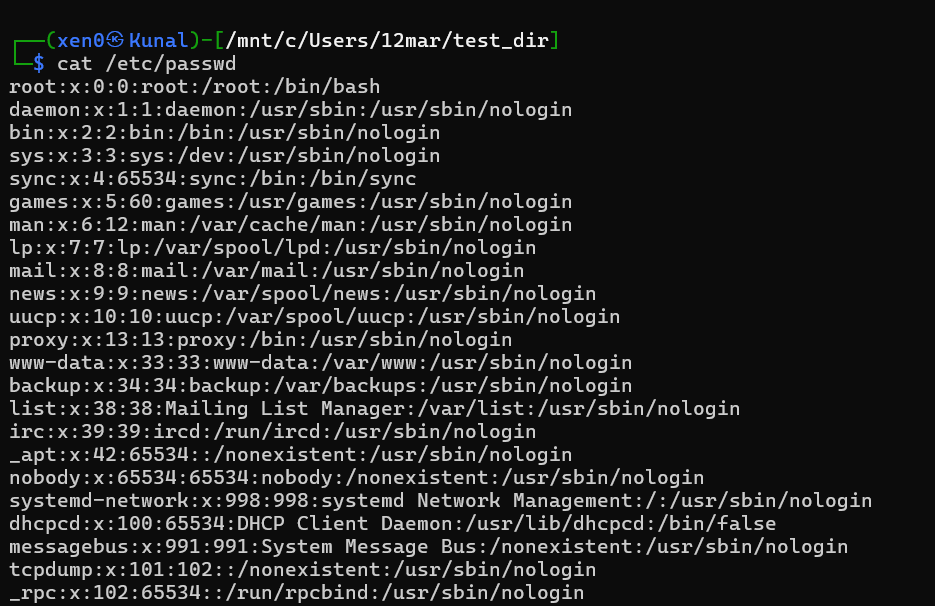 ┌──(xen0㉿Kunal)-[/mnt/c/Users/12mar/test_dir]
└─$ cat /etc/passwd
root:x:0:0:root:/root:/bin/bash
daemon:x:1:1:daemon:/usr/sbin:/usr/sbin/nologin
bin:x:2:2:bin:/bin:/usr/sbin/nologin
sys:x:3:3:sys:/dev:/usr/sbin/nologin
sync:x:4:65534:sync:/bin:/bin/sync
games:x:5:60:games:/usr/games:/usr/sbin/nologin
man:x:6:12:man:/var/cache/man:/usr/sbin/nologin
lp:x:7:7:lp:/var/spool/lpd:/usr/sbin/nologin
mail:x:8:8:mail:/var/mail:/usr/sbin/nologin
news:x:9:9:news:/var/spool/news:/usr/sbin/nologin
uucp:x:10:10:uucp:/var/spool/uucp:/usr/sbin/nologin
proxy:x:13:13:proxy:/bin:/usr/sbin/nologin
www-data:x:33:33:www-data:/var/www:/usr/sbin/nologin
backup:x:34:34:backup:/var/backups:/usr/sbin/nologin
list:x:38:38:Mailing List Manager:/var/list:/usr/sbin/nologin
irc:x:39:39:ircd:/run/ircd:/usr/sbin/nologin
_apt:x:42:65534::/nonexistent:/usr/sbin/nologin
nobody:x:65534:65534:nobody:/nonexistent:/usr/sbin/nologin
systemd-network:x:998:998:systemd Network Management:/:/usr/sbin/nologin
dhcpcd:x:100:65534:DHCP Client Daemon:/usr/lib/dhcpcd:/bin/false
messagebus:x:991:991:System Message Bus:/nonexistent:/usr/sbin/nologin
tcpdump:x:101:102::/nonexistent:/usr/sbin/nologin
_rpc:x:102:65534::/run/rpcbind:/usr/sbin/nologin